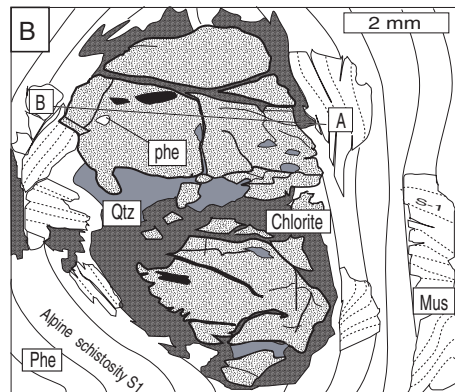 B
2 mm
B
A
phe
Qtz
Chlorite
S-1
Mus
Alpine schistosity S1
Phe